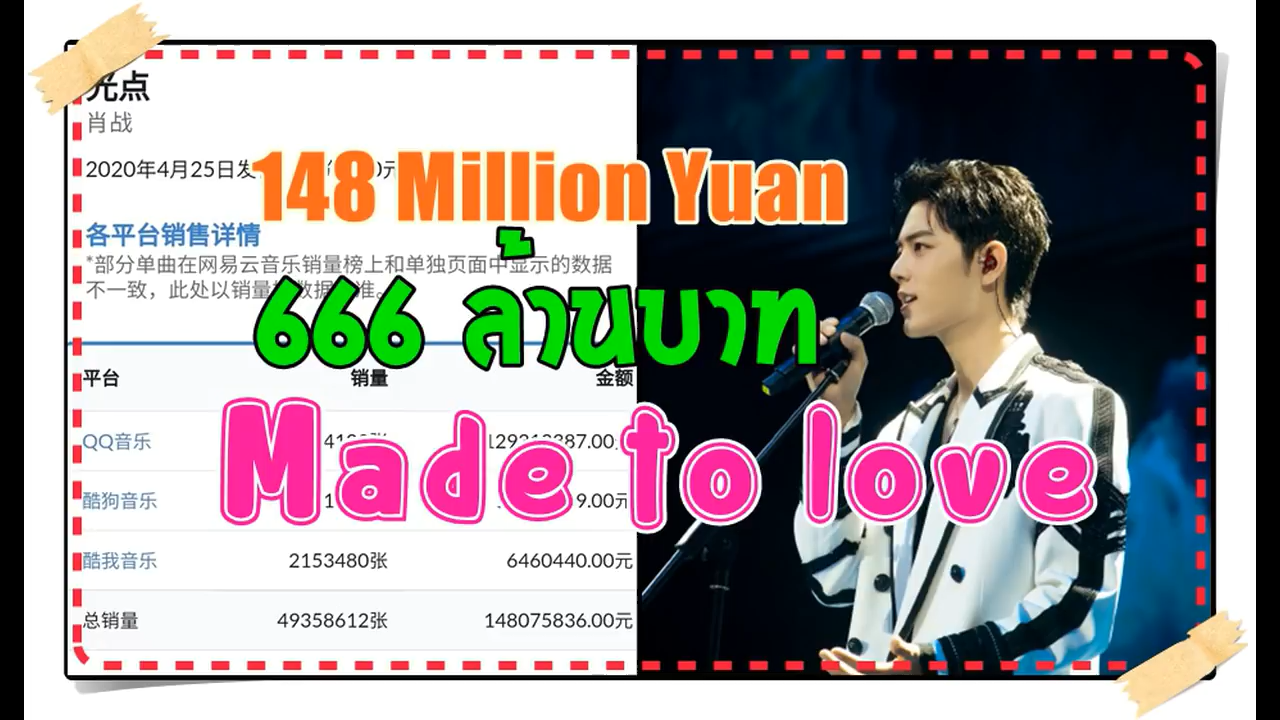 光点
肖战
2020年4月25日发
148 Million Yuan
各平台销售详情
*部分单曲在网易云音乐销量榜上和单独页面中显示的数据
不一致，此处以销量
666 ล้านบาท
平台 销量 金额
Made to love
QQ音乐
酷狗音乐
酷我音乐 2153480张 6460440.00元
总销量 49358612张 148075836.00元